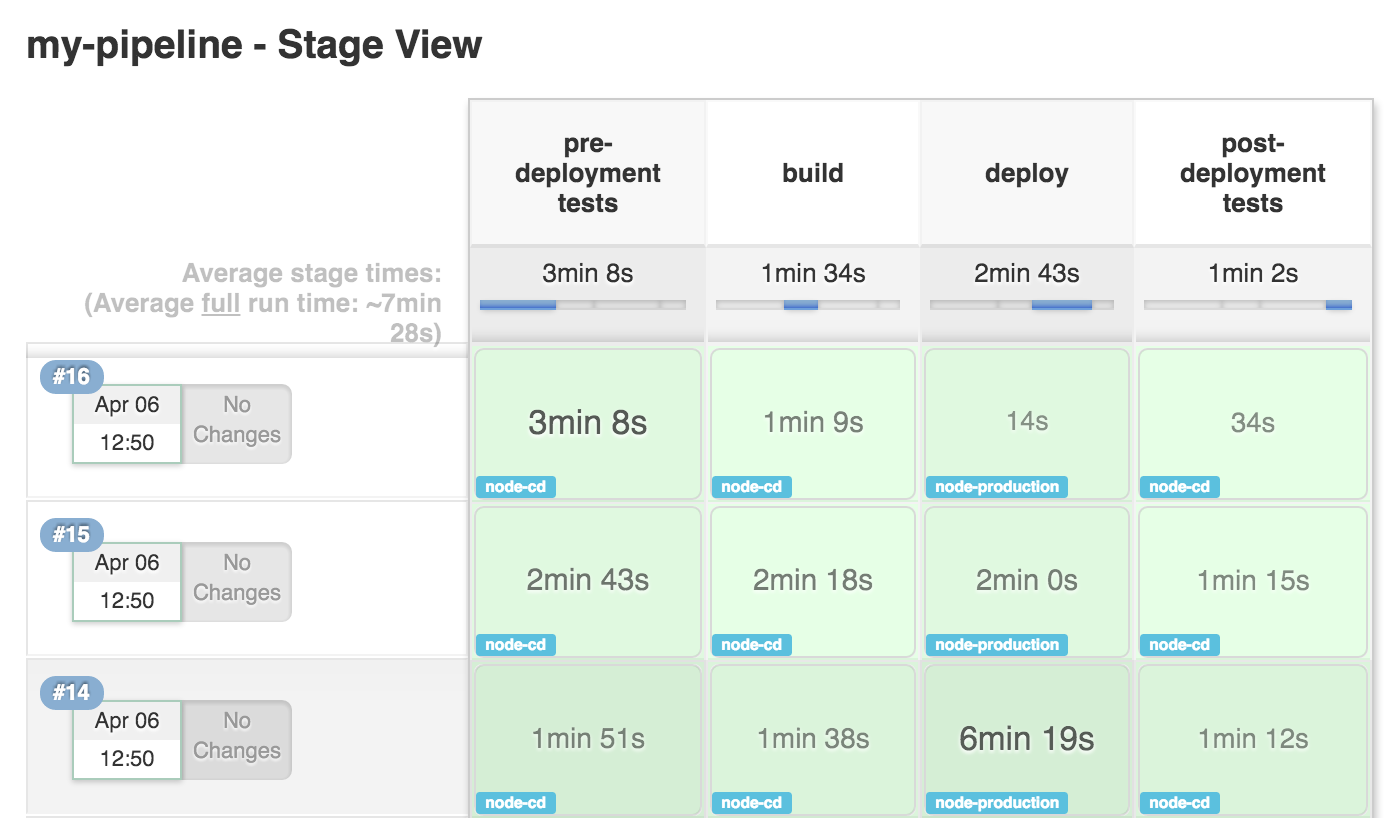 my-pipeline - Stage View
pre-
deployment
tests
build
deploy
post-
deployment
tests
Average stage times:
(Average full run time: ~7min
28s)
3min 8s
1min 34s
2min 43s
1min 2s
#16
Apr 06
12:50
No
Changes
3min 8s
node-cd
1min 9s
node-cd
14s
node-production
34s
node-cd
#15
Apr 06
12:50
No
Changes
2min 43s
node-cd
2min 18s
node-cd
2min 0s
node-production
1min 15s
node-cd
#14
Apr 06
12:50
No
Changes
1min 51s
node-cd
1min 38s
node-cd
6min 19s
node-production
1min 12s
node-cd